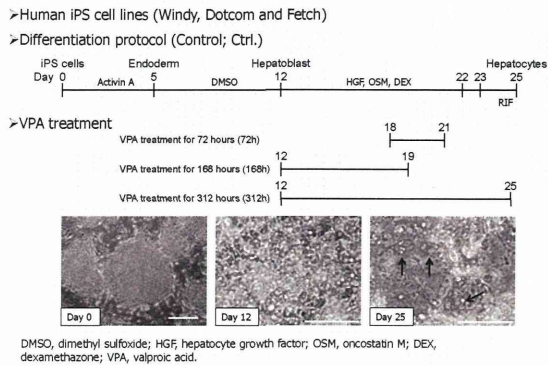 ➢Human iPS cell lines (Windy, Dotcom and Fetch)
➢Differentiation protocol (Control; Ctrl.)
iPS cells Endoderm Hepatoblast Hepatocytes
Day 0 5 12 22 23 25
Activin A DMSO HGF, OSM, DEX
RIF
➢VPA treatment
18 21
VPA treatment for 72 hours (72h)
12 19
VPA treatment for 168 hours (168h)
12 25
VPA treatment for 312 hours (312h)
Day 0 Day 12 Day 25
DMSO, dimethyl sulfoxide; HGF, hepatocyte growth factor; OSM, oncostatin M; DEX,
dexamethazone; VPA, valproic acid.